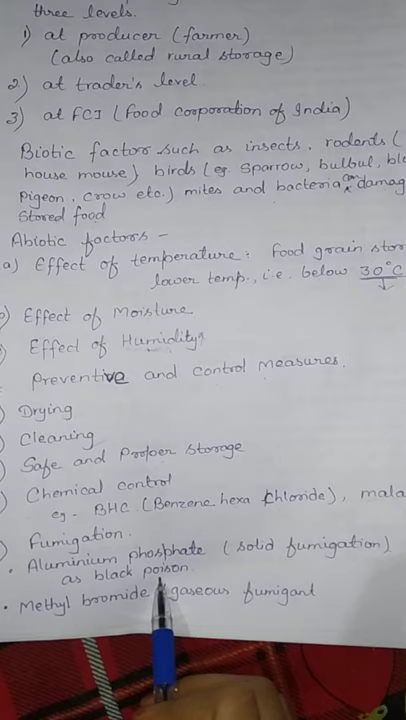 three levels.
1) at producer (farmer)
(also called rural storage)
2) at trader's level
3) at FCI (Food corporation of India)
Biotic factors such as insects, rodents (
house mouse) birds (eg. Sparrow, bulbul,
Pigeon, crow etc.) mites and bacteria can damag
Stored food
Abiotic factors -
a) Effect of temperature: Food grain stor
lower temp., i.e. below 30°C
Effect of Moisture
Effect of Humidity
Preventive and control measures.
Drying
Cleaning
Safe and Proper storage
Chemical control
eg - BHC (Benzene hexa chloride), mala
Fumigation.
• Aluminium phosphate (solid fumigation)
as black poison.
• Methyl bromide gaseous fumigant